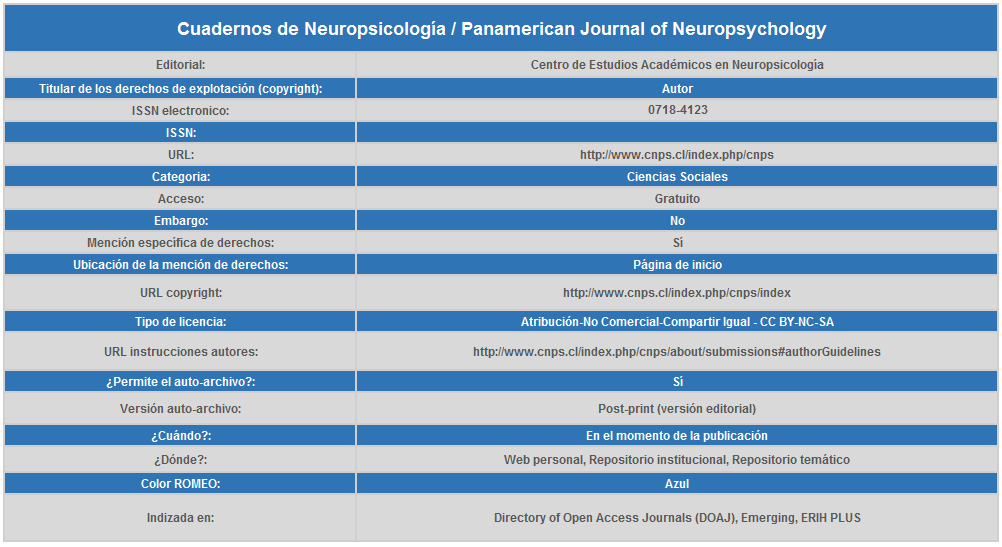 Cuadernos de Neuropsicología / Panamerican Journal of Neuropsychology
Editorial: Centro de Estudios Académicos en Neuropsicología
Titular de los derechos de explotación (copyright): Autor
ISSN electronico: 0718-4123
ISSN:
URL: http://www.cnps.cl/index.php/cnps
Categoria: Ciencias Sociales
Acceso: Gratuito
Embargo: No
Mención especifica de derechos: Sí
Ubicación de la mención de derechos: Página de inicio
URL copyright: http://www.cnps.cl/index.php/cnps/index
Tipo de licencia: Atribución-No Comercial-Compartir Igual - CC BY-NC-SA
URL instrucciones autores: http://www.cnps.cl/index.php/cnps/about/submissions#authorGuidelines
¿Permite el auto-archivo?: Sí
Versión auto-archivo: Post-print (versión editorial)
¿Cuándo?: En el momento de la publicación
¿Dónde?: Web personal, Repositorio institucional, Repositorio temático
Color ROMEO: Azul
Indizada en: Directory of Open Access Journals (DOAJ), Emerging, ERIH PLUS